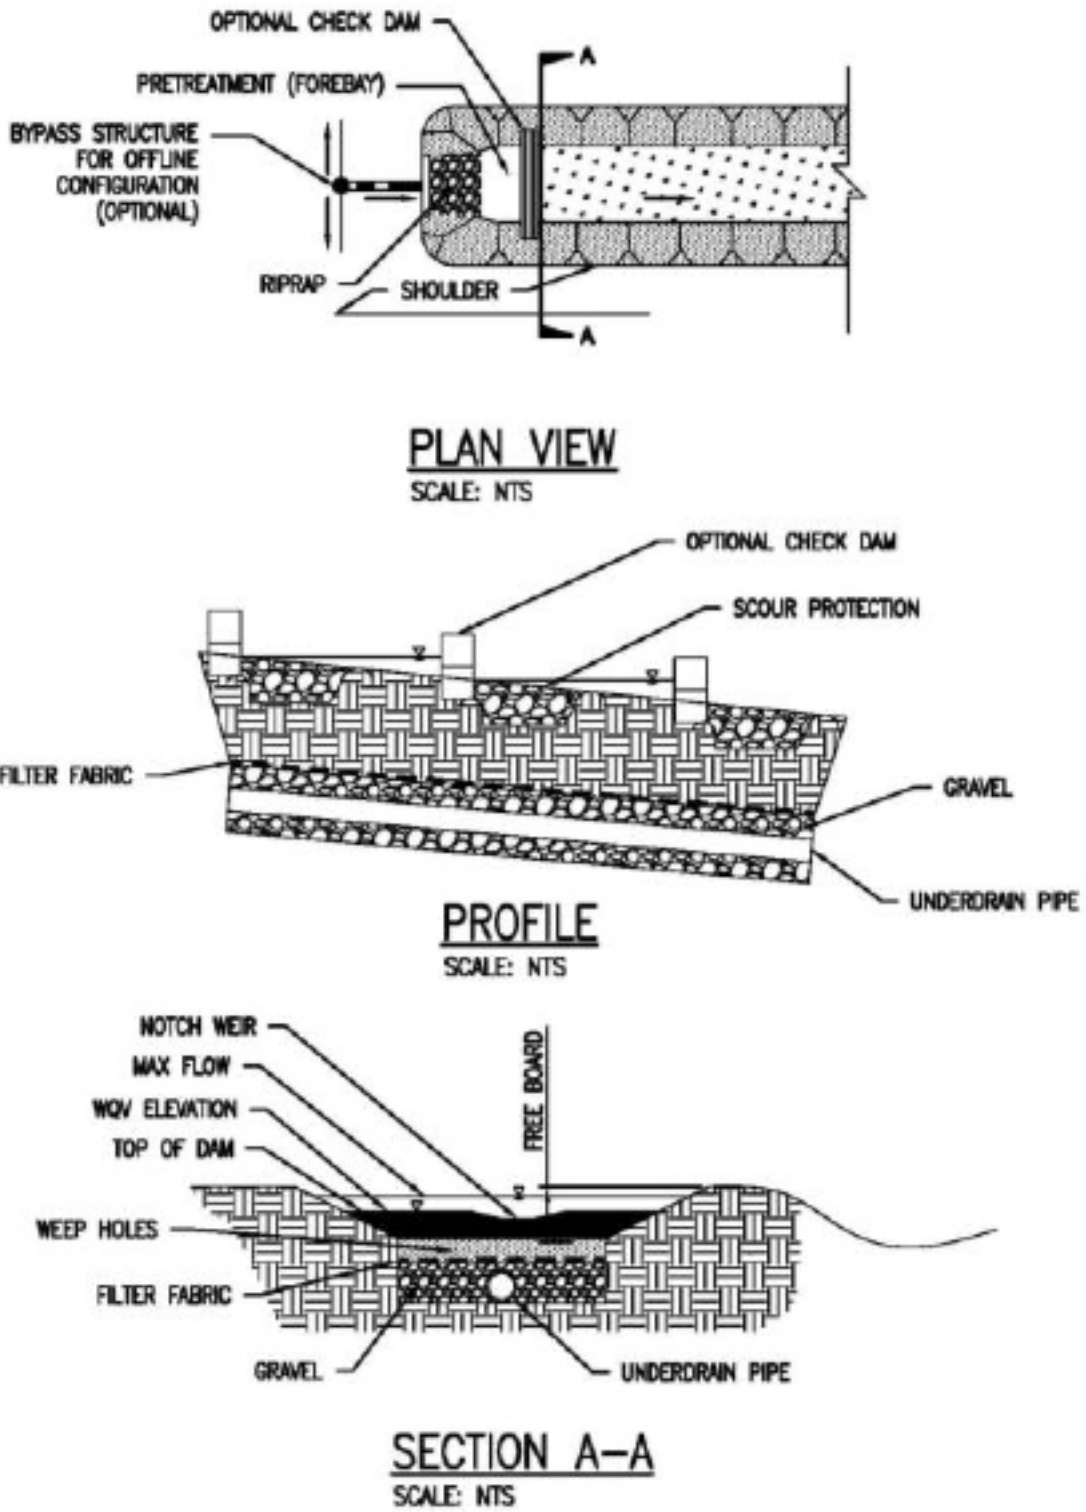 OPTIONAL CHECK DAM
A
PRETREATMENT (FOREBAY)
BYPASS STRUCTURE
FOR OFFLINE
CONFIGURATION
(OPTIONAL)
RIPRAP
SHOULDER
A
PLAN VIEW
SCALE: NTS
OPTIONAL CHECK DAM
SCOUR PROTECTION
FILTER FABRIC
GRAVEL
UNDERDRAIN PIPE
PROFILE
SCALE: NTS
NOTCH WEIR
MAX FLOW
WQV ELEVATION
TOP OF DAM
FREE BOARD
WEEP HOLES
FILTER FABRIC
GRAVEL
UNDERDRAIN PIPE
SECTION A-A
SCALE: NTS